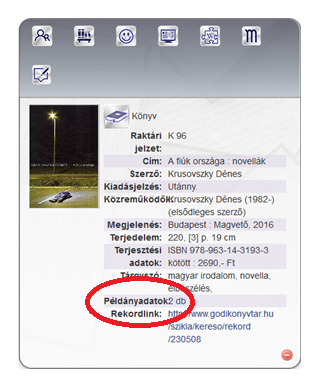 Könyv
Raktári jelzet: K 96
Cím: A fiúk országa : novellák
Szerző: Krusovszky Dénes
Kiadásjelzés: Utánny.
Közreműködők: Krusovszky Dénes (1982-)
(elsődleges szerző)
Megjelenés: Budapest : Magvető, 2016
Terjedelem: 220, [3] p. 19 cm
Terjesztési adatok: ISBN 978-963-14-3193-3
kötött : 2690,- Ft
Tárgyszó: magyar irodalom, novella,
elbeszélés,
Példányadatok: 2 db
Rekordlink: http://www.godikonyvtar.hu
/szikla/kereso/rekord
/230508